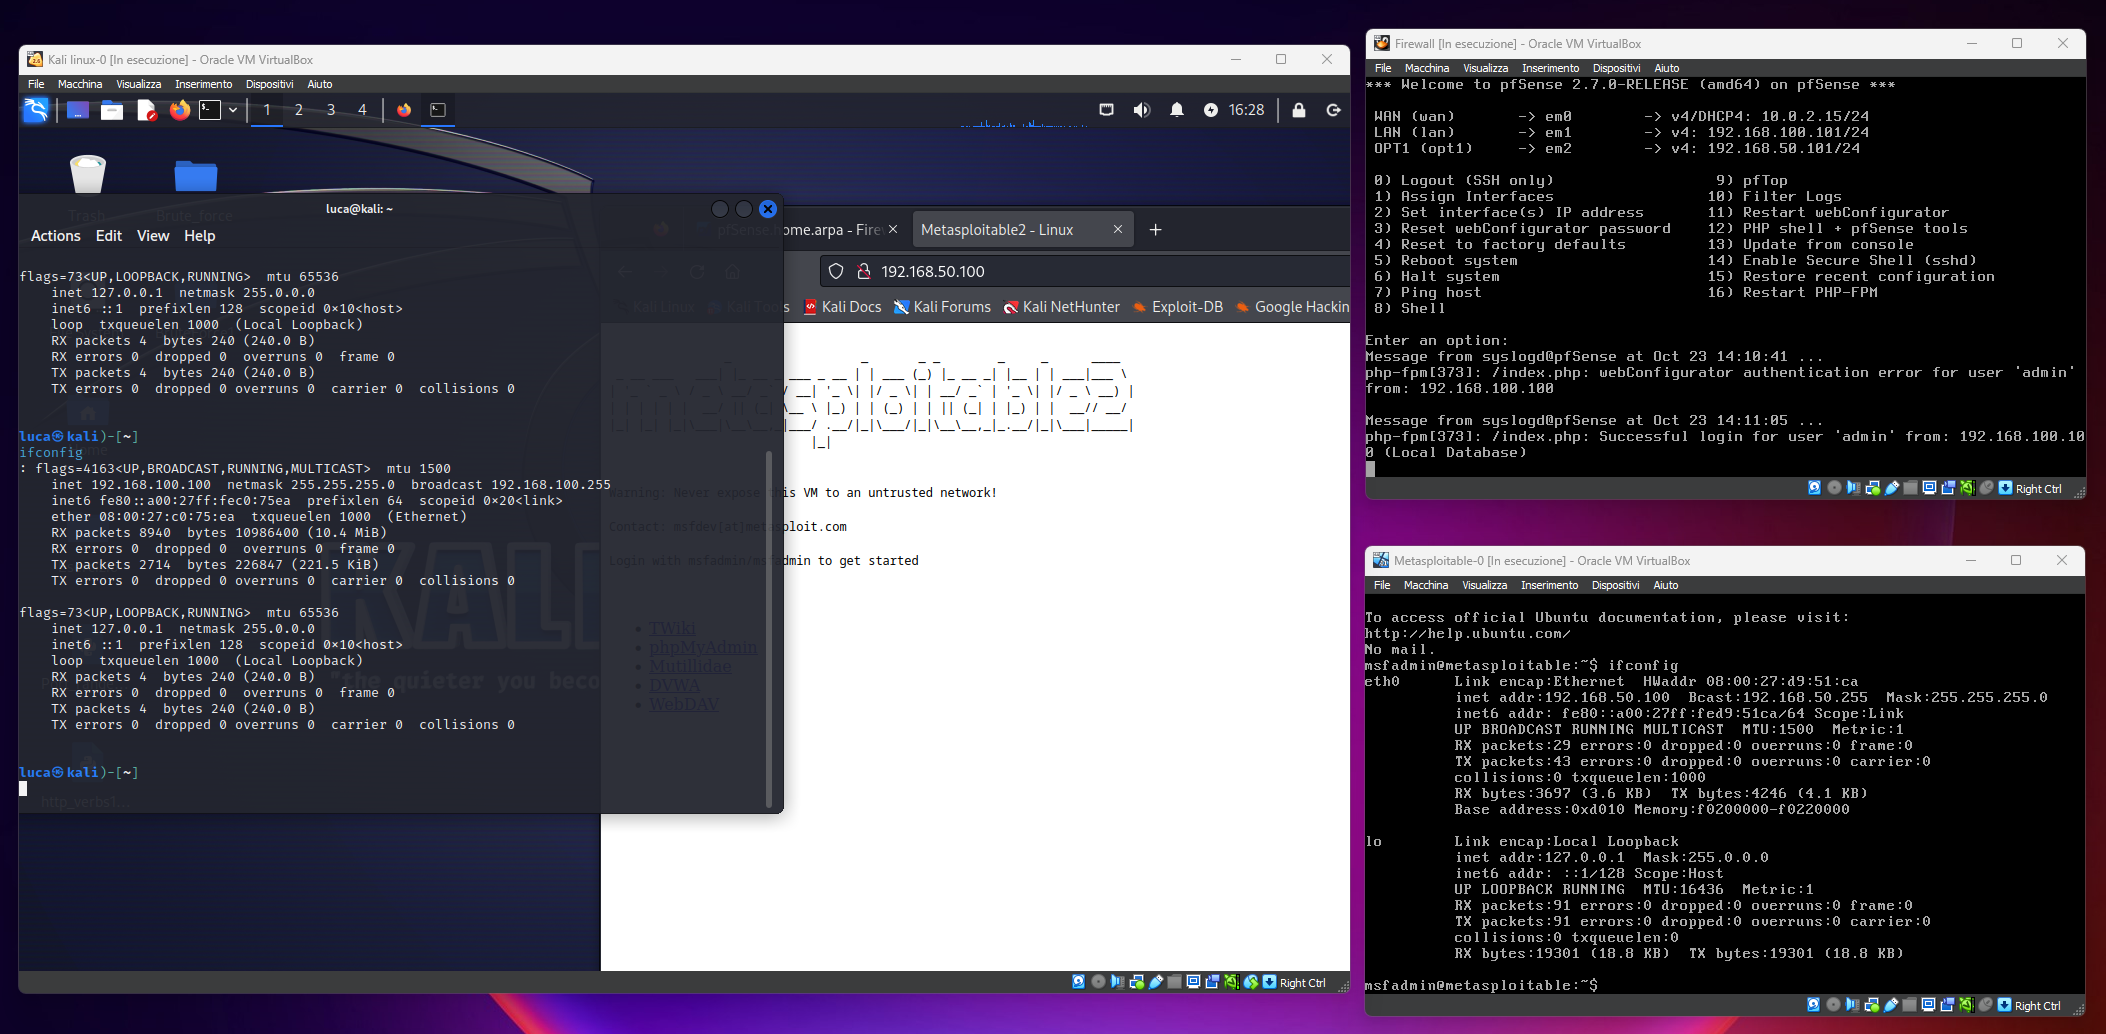 Kali linux-0 [In esecuzione] - Oracle VM VirtualBox
File Macchina Visualizza Inserimento Dispositivi Aiuto
1 2 3 4
16:28
Trash
Brute_force
luca@kali: ~
Actions Edit View Help
flags=73<UP,LOOPBACK,RUNNING> mtu 65536
inet 127.0.0.1 netmask 255.0.0.0
inet6 ::1 prefixlen 128 scopeid 0×10<host>
loop txqueuelen 1000 (Local Loopback)
RX packets 4 bytes 240 (240.0 B)
RX errors 0 dropped 0 overruns 0 frame 0
TX packets 4 bytes 240 (240.0 B)
TX errors 0 dropped 0 overruns 0 carrier 0 collisions 0
luca㉿kali)-[~]
ifconfig
: flags=4163<UP,BROADCAST,RUNNING,MULTICAST> mtu 1500
inet 192.168.100.100 netmask 255.255.255.0 broadcast 192.168.100.255
inet6 fe80::a00:27ff:fec0:75ea prefixlen 64 scopeid 0×20<link>
ether 08:00:27:c0:75:ea txqueuelen 1000 (Ethernet)
RX packets 8940 bytes 10986400 (10.4 MiB)
RX errors 0 dropped 0 overruns 0 frame 0
TX packets 2714 bytes 226847 (221.5 KiB)
TX errors 0 dropped 0 overruns 0 carrier 0 collisions 0
flags=73<UP,LOOPBACK,RUNNING> mtu 65536
inet 127.0.0.1 netmask 255.0.0.0
inet6 ::1 prefixlen 128 scopeid 0×10<host>
loop txqueuelen 1000 (Local Loopback)
RX packets 4 bytes 240 (240.0 B)
RX errors 0 dropped 0 overruns 0 frame 0
TX packets 4 bytes 240 (240.0 B)
TX errors 0 dropped 0 overruns 0 carrier 0 collisions 0
luca㉿kali)-[~]
http_verbs1...
KALI
"the quieter you beco
pfSense.home.arpa - Fire
Metasploitable2 - Linux
192.168.50.100
Kali Linux Kali Tools Kali Docs Kali Forums Kali NetHunter Exploit-DB Google Hackin
metasploitable2
Warning: Never expose this VM to an untrusted network!
Contact: msfdev[at]metasploit.com
Login with msfadmin/msfadmin to get started
TWiki
phpMyAdmin
Mutillidae
DVWA
WebDAV
Right Ctrl
Firewall [In esecuzione] - Oracle VM VirtualBox
File Macchina Visualizza Inserimento Dispositivi Aiuto
*** Welcome to pfSense 2.7.0-RELEASE (amd64) on pfSense ***
WAN (wan) -> em0 -> v4/DHCP4: 10.0.2.15/24
LAN (lan) -> em1 -> v4: 192.168.100.101/24
OPT1 (opt1) -> em2 -> v4: 192.168.50.101/24
0) Logout (SSH only) 9) pfTop
1) Assign Interfaces 10) Filter Logs
2) Set interface(s) IP address 11) Restart webConfigurator
3) Reset webConfigurator password 12) PHP shell + pfSense tools
4) Reset to factory defaults 13) Update from console
5) Reboot system 14) Enable Secure Shell (sshd)
6) Halt system 15) Restore recent configuration
7) Ping host 16) Restart PHP-FPM
8) Shell
Enter an option:
Message from syslogd@pfSense at Oct 23 14:10:41 ...
php-fpm[373]: /index.php: webConfigurator authentication error for user 'admin'
from: 192.168.100.100
Message from syslogd@pfSense at Oct 23 14:11:05 ...
php-fpm[373]: /index.php: Successful login for user 'admin' from: 192.168.100.10
0 (Local Database)
Right Ctrl
Metasploitable-0 [In esecuzione] - Oracle VM VirtualBox
File Macchina Visualizza Inserimento Dispositivi Aiuto
To access official Ubuntu documentation, please visit:
http://help.ubuntu.com/
No mail.
msfadmin@metasploitable:~$ ifconfig
eth0 Link encap:Ethernet HWaddr 08:00:27:d9:51:ca
inet addr:192.168.50.100 Bcast:192.168.50.255 Mask:255.255.255.0
inet6 addr: fe80::a00:27ff:fed9:51ca/64 Scope:Link
UP BROADCAST RUNNING MULTICAST MTU:1500 Metric:1
RX packets:29 errors:0 dropped:0 overruns:0 frame:0
TX packets:43 errors:0 dropped:0 overruns:0 carrier:0
collisions:0 txqueuelen:1000
RX bytes:3697 (3.6 KB) TX bytes:4246 (4.1 KB)
Base address:0xd010 Memory:f0200000-f0220000
lo Link encap:Local Loopback
inet addr:127.0.0.1 Mask:255.0.0.0
inet6 addr: ::1/128 Scope:Host
UP LOOPBACK RUNNING MTU:16436 Metric:1
RX packets:91 errors:0 dropped:0 overruns:0 frame:0
TX packets:91 errors:0 dropped:0 overruns:0 carrier:0
collisions:0 txqueuelen:0
RX bytes:19301 (18.8 KB) TX bytes:19301 (18.8 KB)
msfadmin@metasploitable:~$
Right Ctrl